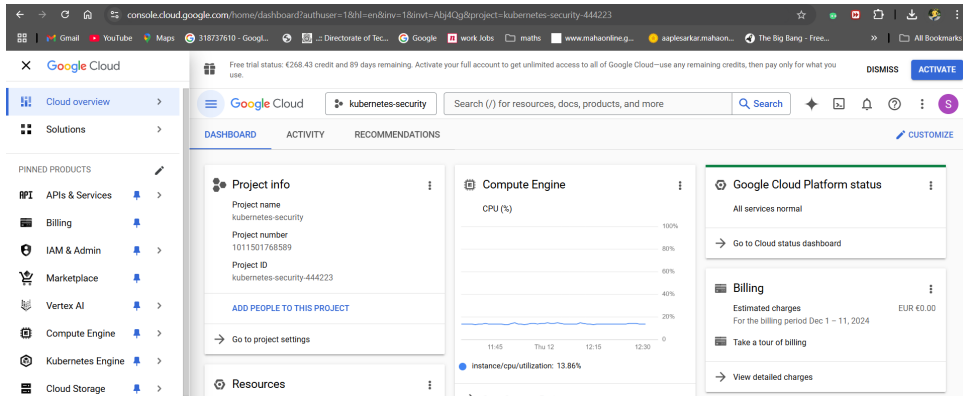 console.cloud.google.com/home/dashboard?authuser=1&hl=en&inv=1&invt=Abj4Qg&project=kubernetes-security-444223
Gmail YouTube Maps 318737610 - Googl... ..:: Directorate of Tec... Google work Jobs maths www.mahaonline.g... aaplesarkar.mahaon... The Big Bang - Free... » All Bookmarks
Google Cloud
Cloud overview
Solutions
PINNED PRODUCTS
API APIs & Services
Billing
IAM & Admin
Marketplace
Vertex AI
Compute Engine
Kubernetes Engine
Cloud Storage
Free trial status: €268.43 credit and 89 days remaining. Activate your full account to get unlimited access to all of Google Cloud—use any remaining credits, then pay only for what you
use.
DISMISS
ACTIVATE
Google Cloud
kubernetes-security
Search (/) for resources, docs, products, and more
Search
S
DASHBOARD
ACTIVITY
RECOMMENDATIONS
CUSTOMIZE
Project info
Project name
kubernetes-security
Project number
1011501768589
Project ID
kubernetes-security-444223
ADD PEOPLE TO THIS PROJECT
Go to project settings
Resources
Compute Engine
CPU (%)
100%
80%
60%
40%
20%
0
11:45
Thu 12
12:15
12:30
instance/cpu/utilization: 13.86%
Google Cloud Platform status
All services normal
Go to Cloud status dashboard
Billing
Estimated charges
EUR €0.00
For the billing period Dec 1 – 11, 2024
Take a tour of billing
View detailed charges